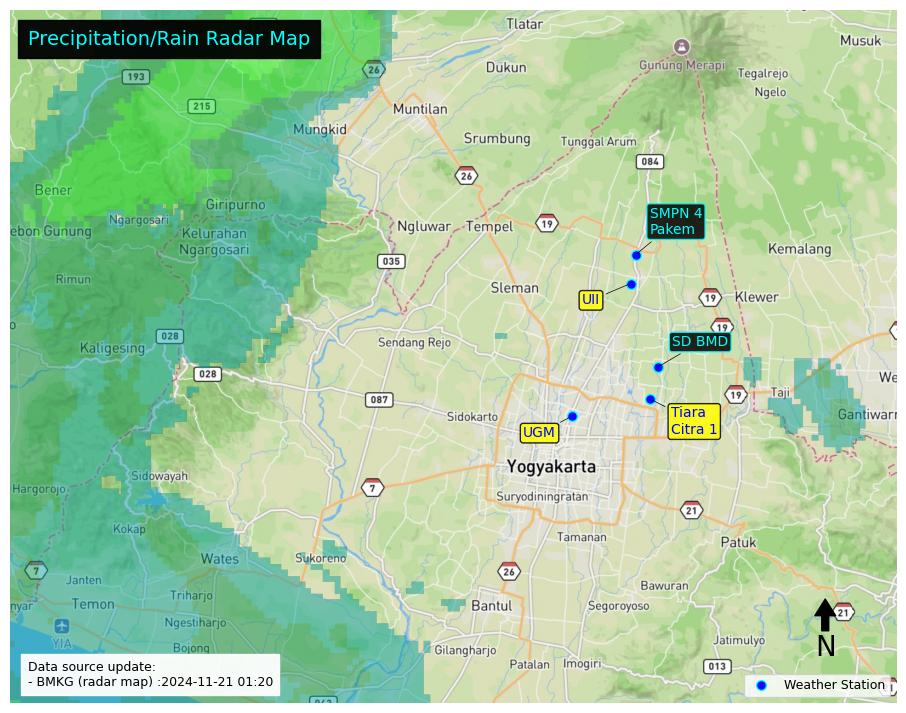 Precipitation/Rain Radar Map
Tlatar
Musuk
193
26
Dukun
Gunung Merapi
Tegalrejo
Ngelo
215
Muntilan
Mungkid
Srumbung
Tunggal Arum
084
26
Bener
Giripurno
SMPN 4
Pakem
Ngargosari
Ngluwar
Tempel
19
ebon Gunung
Kelurahan
Ngargosari
Kemalang
035
Rimun
Sleman
UII
19
Klewer
19
028
Sendang Rejo
SD BMD
Kaligesing
028
We
087
19
Taji
Sidokarto
Tiara
Citra 1
Gantiwarn
UGM
Yogyakarta
Sidowayah
Hargorojo
7
Suryodiningratan
21
Kokap
Tamanan
Patuk
Wates
Sukoreno
7
26
Janten
Bawuran
Temon
Triharjo
Bantul
Segoroyoso
21
nyar
Ngestiharjo
YIA
Bojong
Jatimulyo
N
Gilangharjo
Patalan
Imogiri
013
Data source update:
- BMKG (radar map) :2024-11-21 01:20
Weather Station